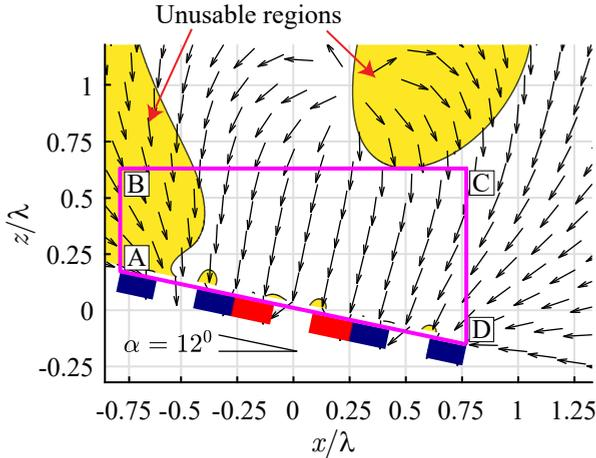 Unusable regions
1
0.75
0.5
0.25
0
-0.25
z/λ
B
C
A
D
α = 12⁰
-0.75 -0.5 -0.25 0 0.25 0.5 0.75 1 1.25
x/λ